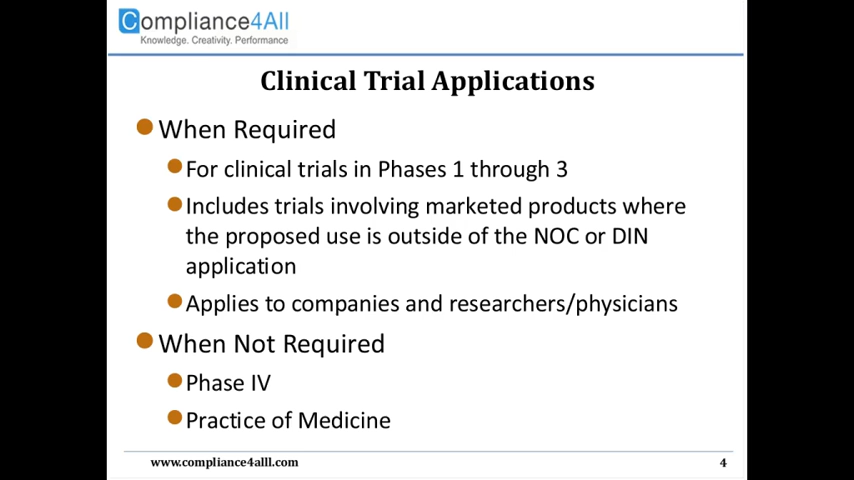 Compliance4All
Knowledge. Creativity. Performance
Clinical Trial Applications
When Required
For clinical trials in Phases 1 through 3
Includes trials involving marketed products where
the proposed use is outside of the NOC or DIN
application
Applies to companies and researchers/physicians
When Not Required
Phase IV
Practice of Medicine
www.compliance4alll.com
4